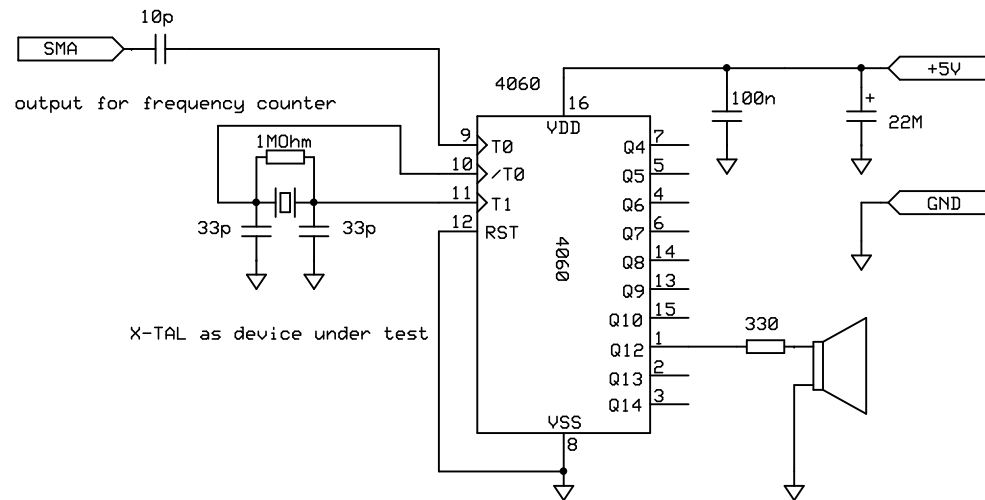 10p
SMA
output for frequency counter
4060
+5V
16
VDD
100n
+
22M
1MOhm
9
T0
10
/T0
11
T1
12
RST
33p
33p
4060
Q4
7
Q5
5
Q6
4
Q7
6
Q8
14
Q9
13
Q10
15
Q12
1
Q13
2
Q14
3
GND
330
X-TAL as device under test
VSS
8